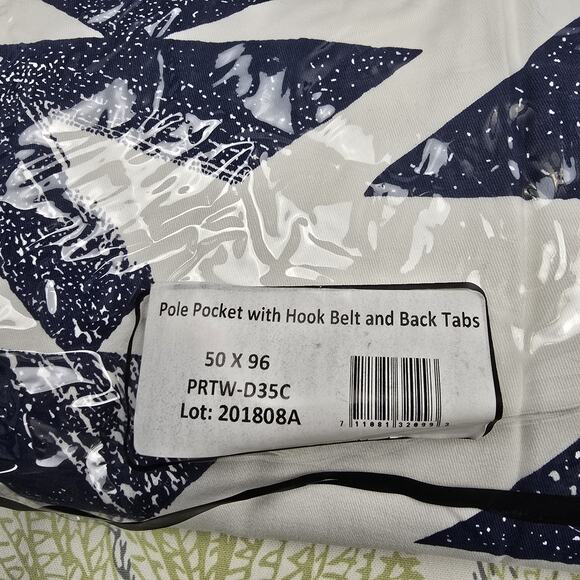 Pole Pocket with Hook Belt and Back Tabs
50 X 96
PRTW-D35C
Lot: 201808A